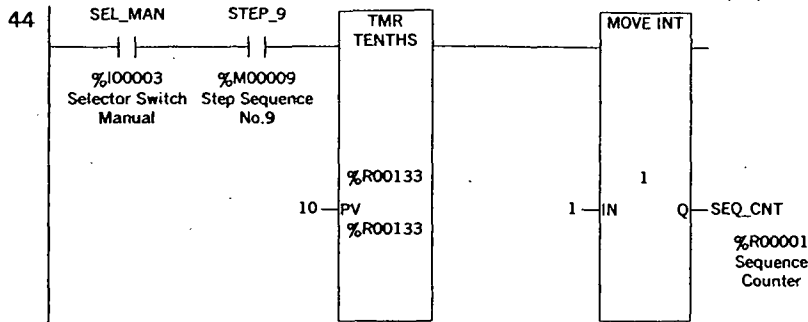 44
SEL_MAN STEP_9 TMR MOVE INT
TENTHS
%I00003 %M00009
Selector Switch Step Sequence
Manual No.9
%R00133 1
10 PV 1 IN Q SEQ_CNT
%R00133
%R00001
Sequence
Counter